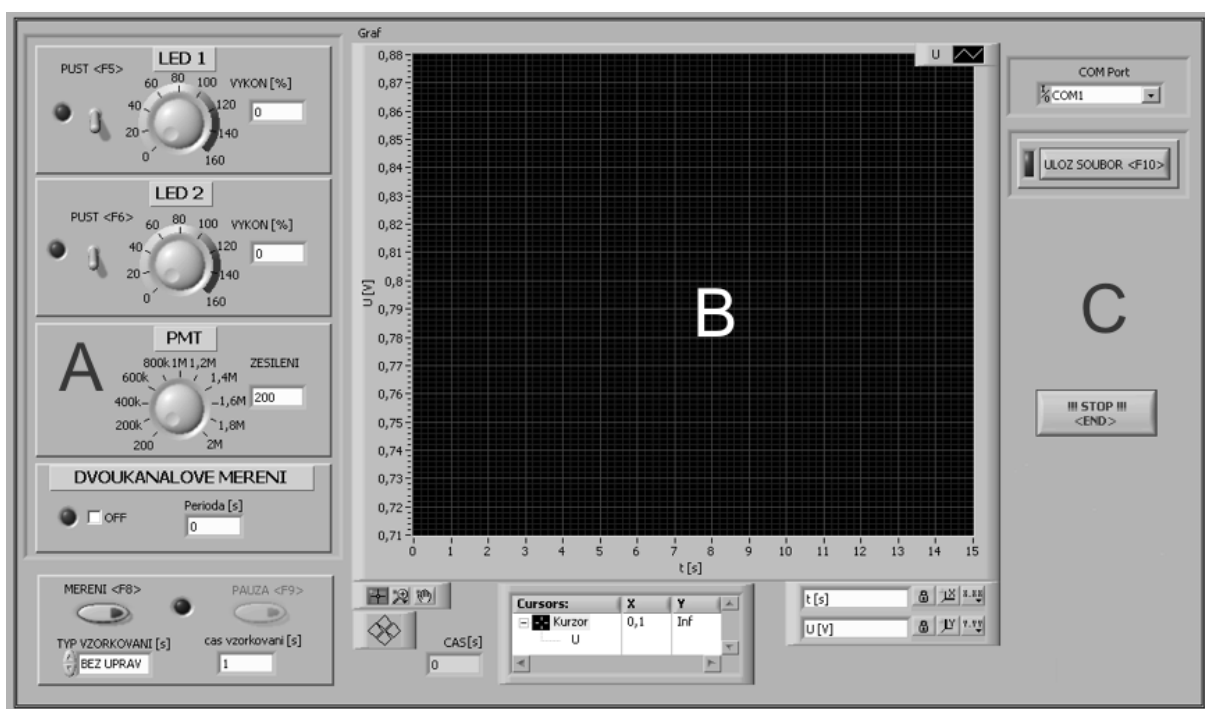 LED 1
PUST <F5>
VYKON [%]
0 20 40 60 80 100 120 140 160
0
LED 2
PUST <F6>
VYKON [%]
0 20 40 60 80 100 120 140 160
0
A
PMT
ZESILENI
200 200k 400k 600k 800k 1M 1,2M 1,4M 1,6M 1,8M 2M
200
DVOUKANALOVE MERENI
OFF
Perioda [s]
0
MERENI <F8>
PAUZA <F9>
TYP VZORKOVANI [s]
cas vzorkovani [s]
BEZ UPRAV
1
Graf
U
0,88
0,87
0,86
0,85
0,84
0,83
0,82
0,81
0,8
0,79
0,78
0,77
0,76
0,75
0,74
0,73
0,72
0,71
U [V]
B
0 1 2 3 4 5 6 7 8 9 10 11 12 13 14 15
t [s]
CAS[s]
0
Cursors: X Y
Kurzor 0,1 Inf
U
t [s]
X.XX
U [V]
Y.YY
COM Port
I/0 COM1
ULOZ SOUBOR <F10>
C
!!! STOP !!!
<END>